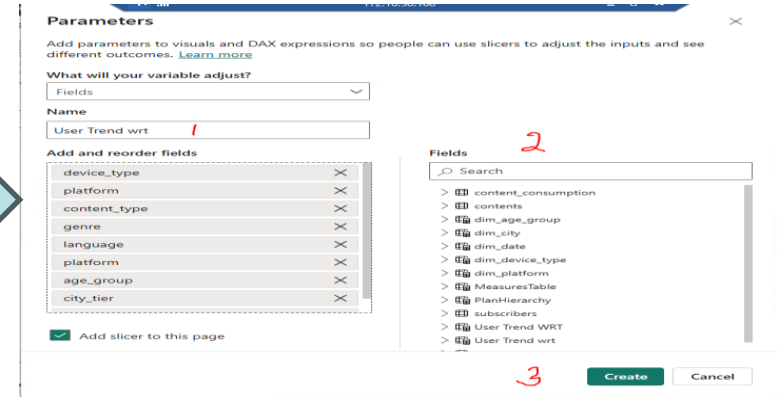 Parameters
Add parameters to visuals and DAX expressions so people can use slicers to adjust the inputs and see
different outcomes. Learn more
What will your variable adjust?
Fields
Name
User Trend wrt 1
2
Add and reorder fields
device_type
platform
content_type
genre
language
platform
age_group
city_tier
Add slicer to this page
Fields
Search
content_consumption
contents
dim_age_group
dim_city
dim_date
dim_device_type
dim_platform
MeasuresTable
PlanHierarchy
subscribers
User Trend WRT
User Trend wrt
3 Create Cancel